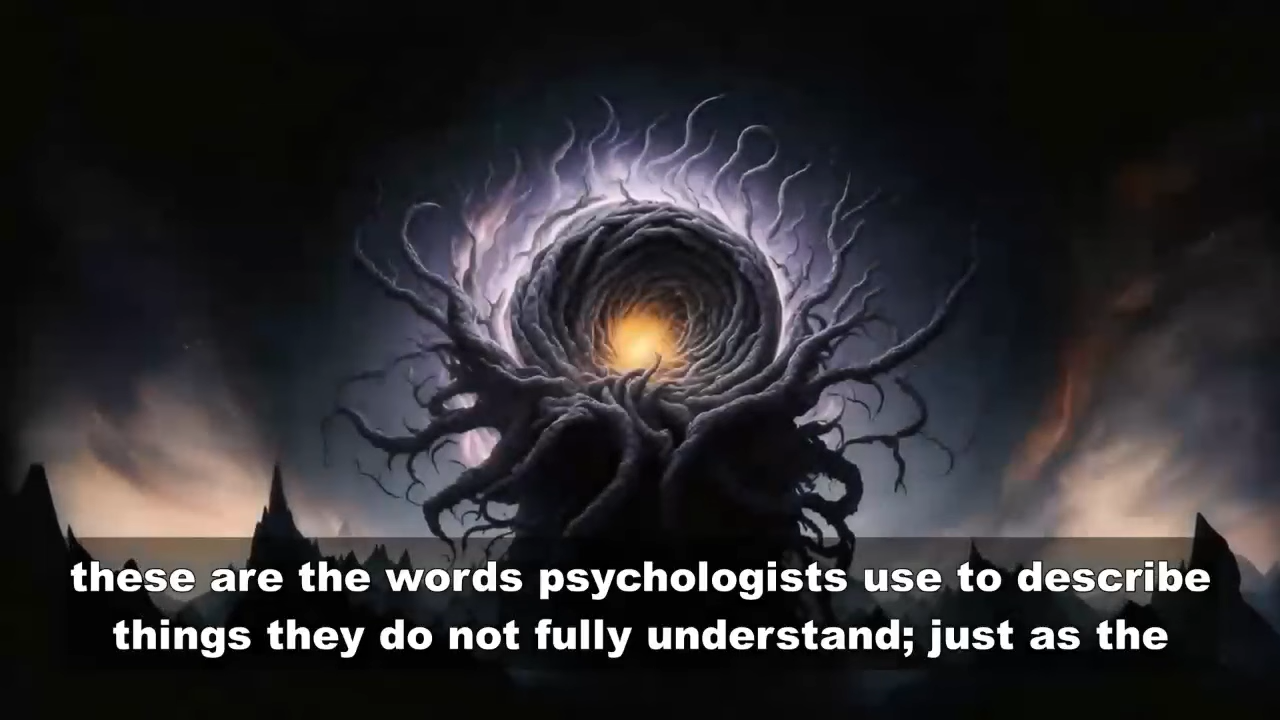 these are the words psychologists use to describe
things they do not fully understand; just as the